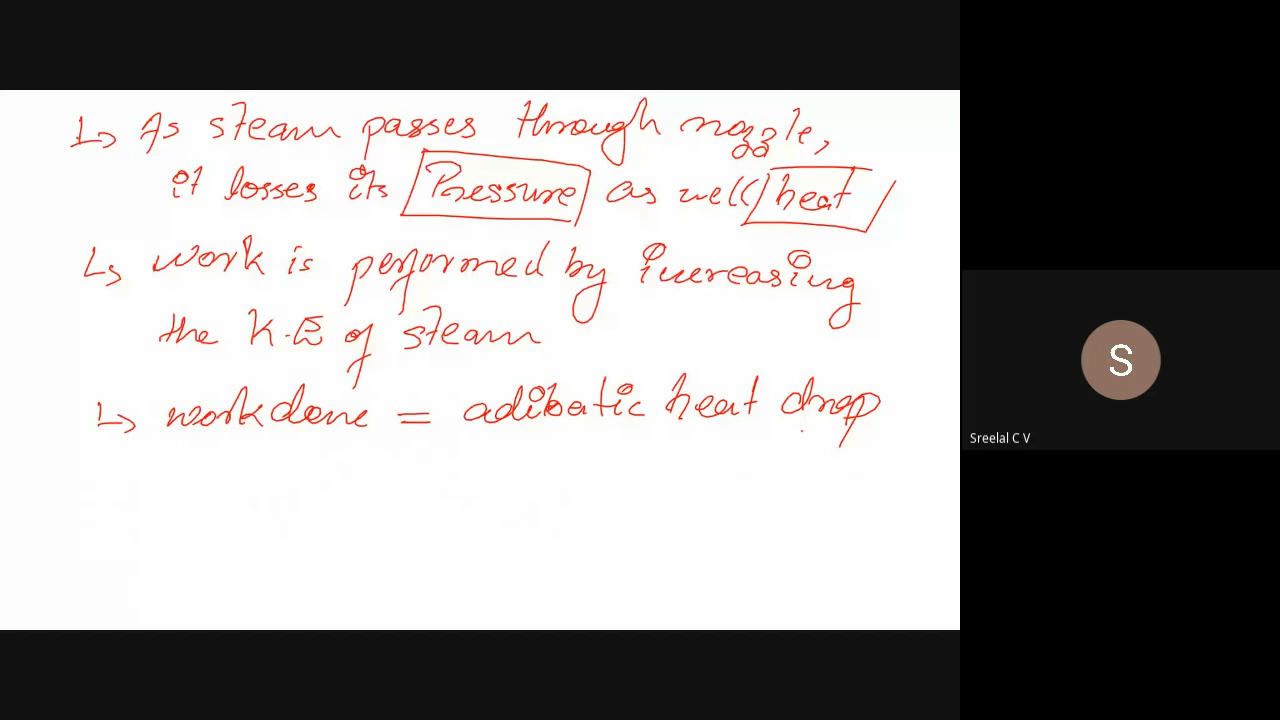 ↳ As steam passes through nozzle,
it losses its Pressure as well heat
↳ work is performed by increasing
the K.E of steam
↳ workdone = adibatic heat drop
S
Sreelal C V